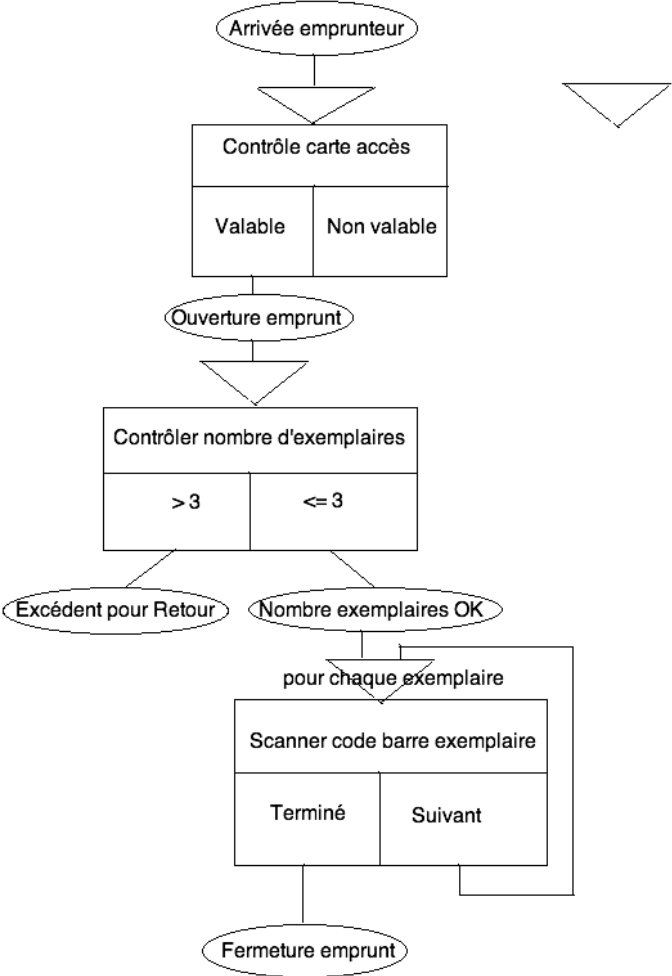 Arrivée emprunteur
Contrôle carte accès
Valable
Non valable
Ouverture emprunt
Contrôler nombre d'exemplaires
> 3
<= 3
Excédent pour Retour
Nombre exemplaires OK
pour chaque exemplaire
Scanner code barre exemplaire
Terminé
Suivant
Fermeture emprunt